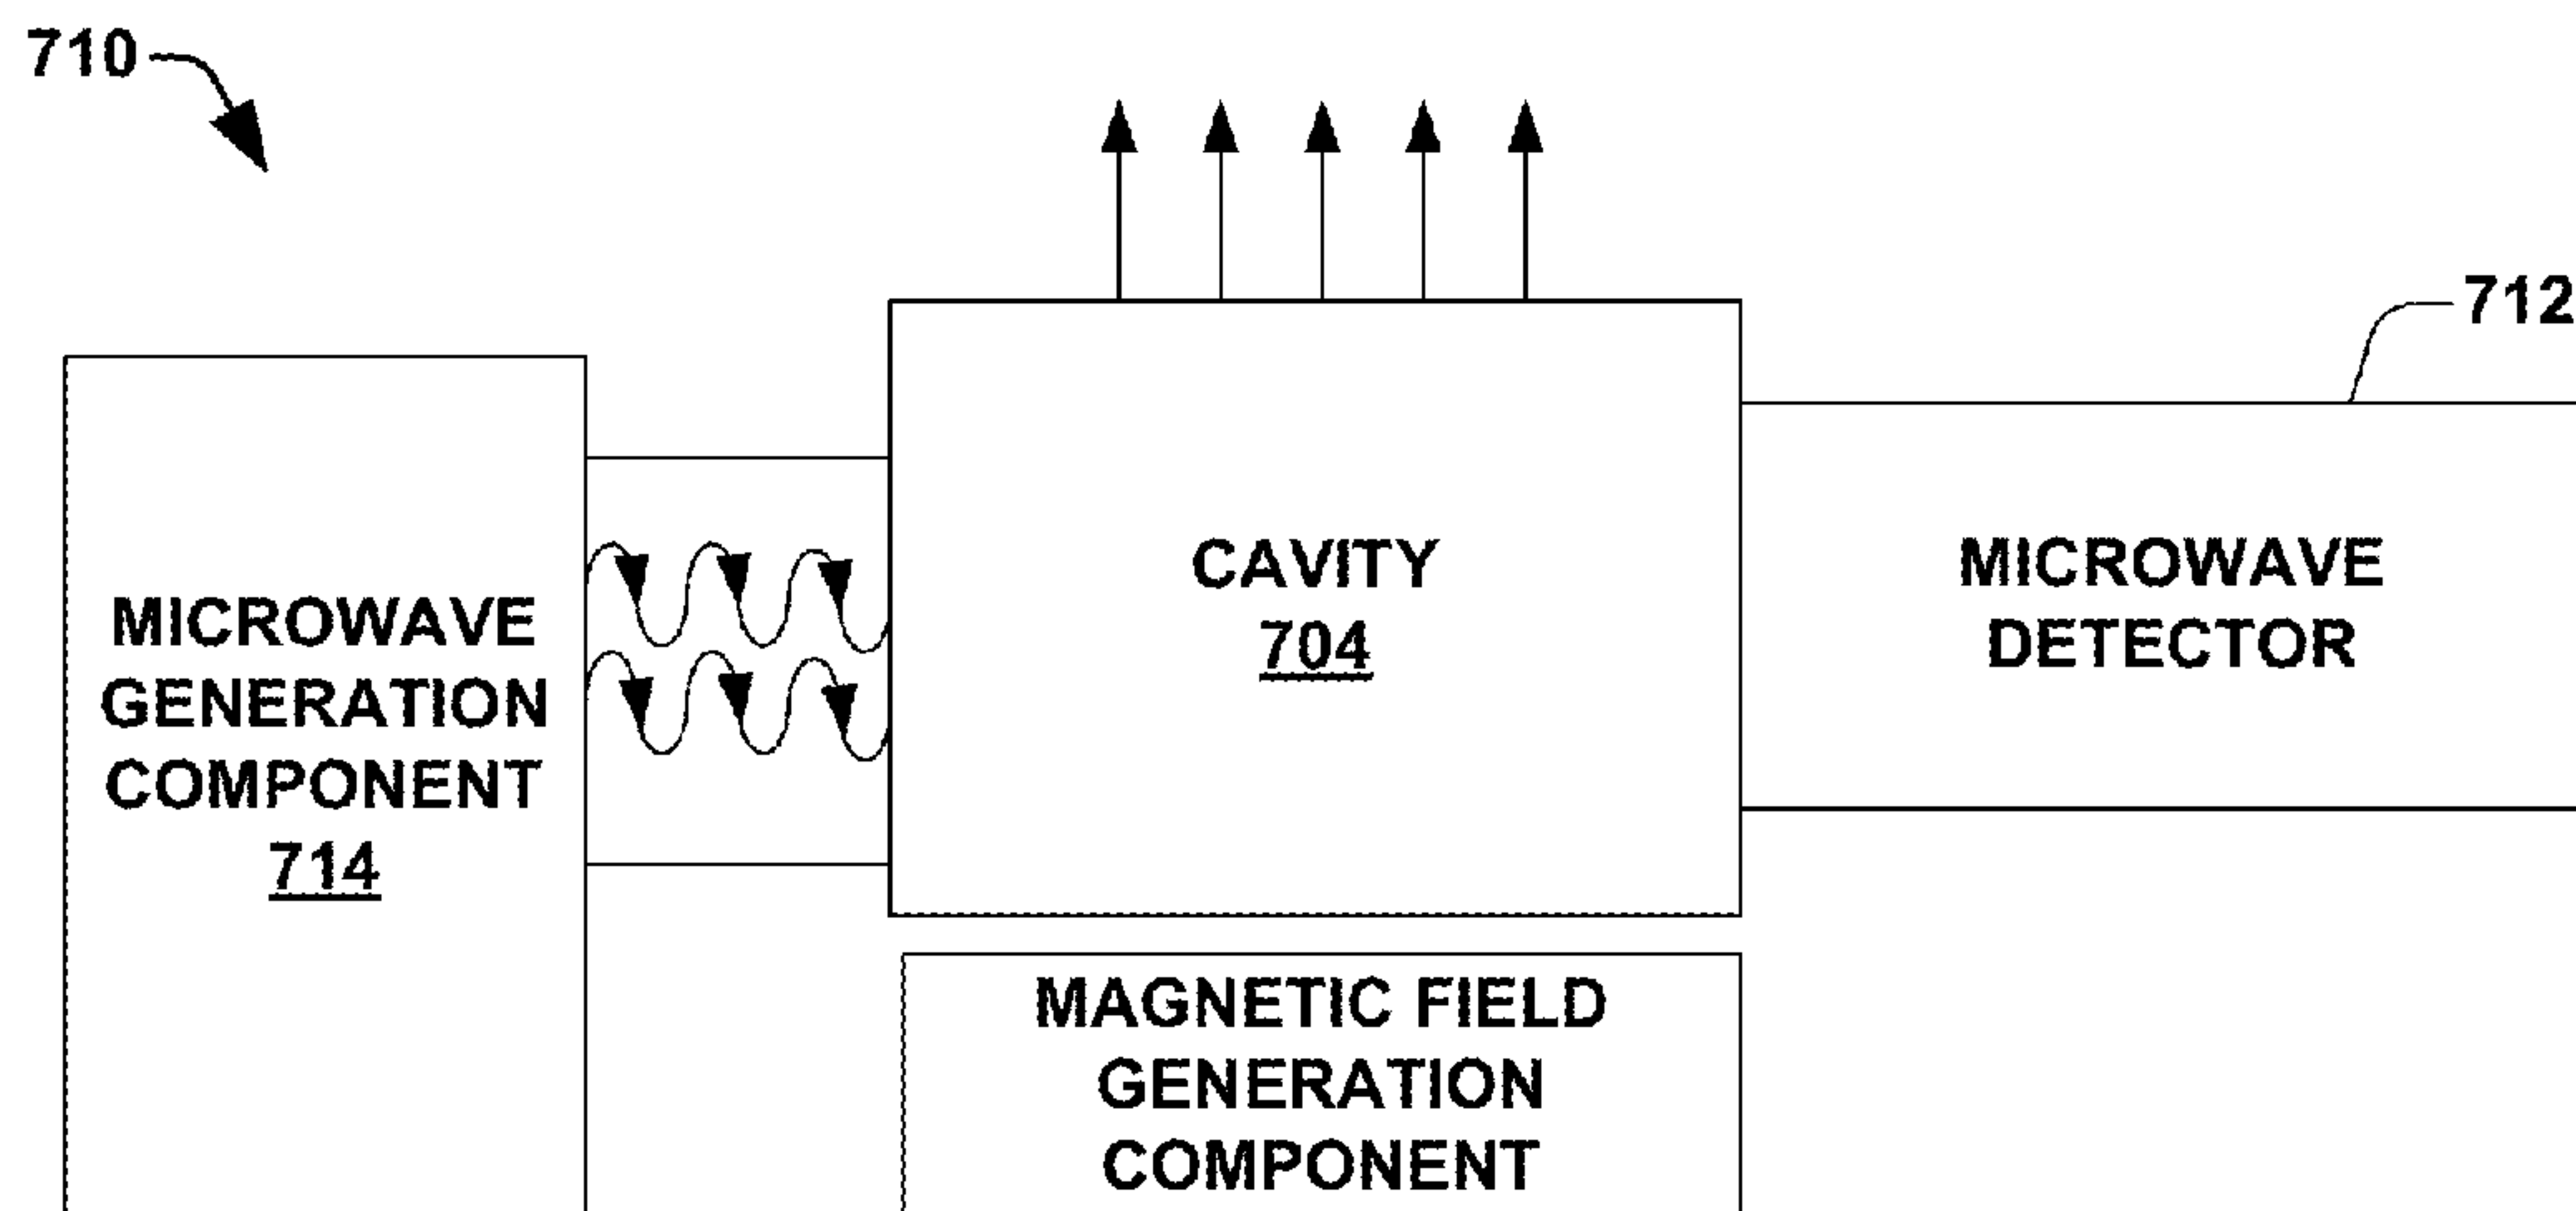 710
712
MICROWAVE
GENERATION
COMPONENT
714
CAVITY
704
MICROWAVE
DETECTOR
MAGNETIC FIELD
GENERATION
COMPONENT